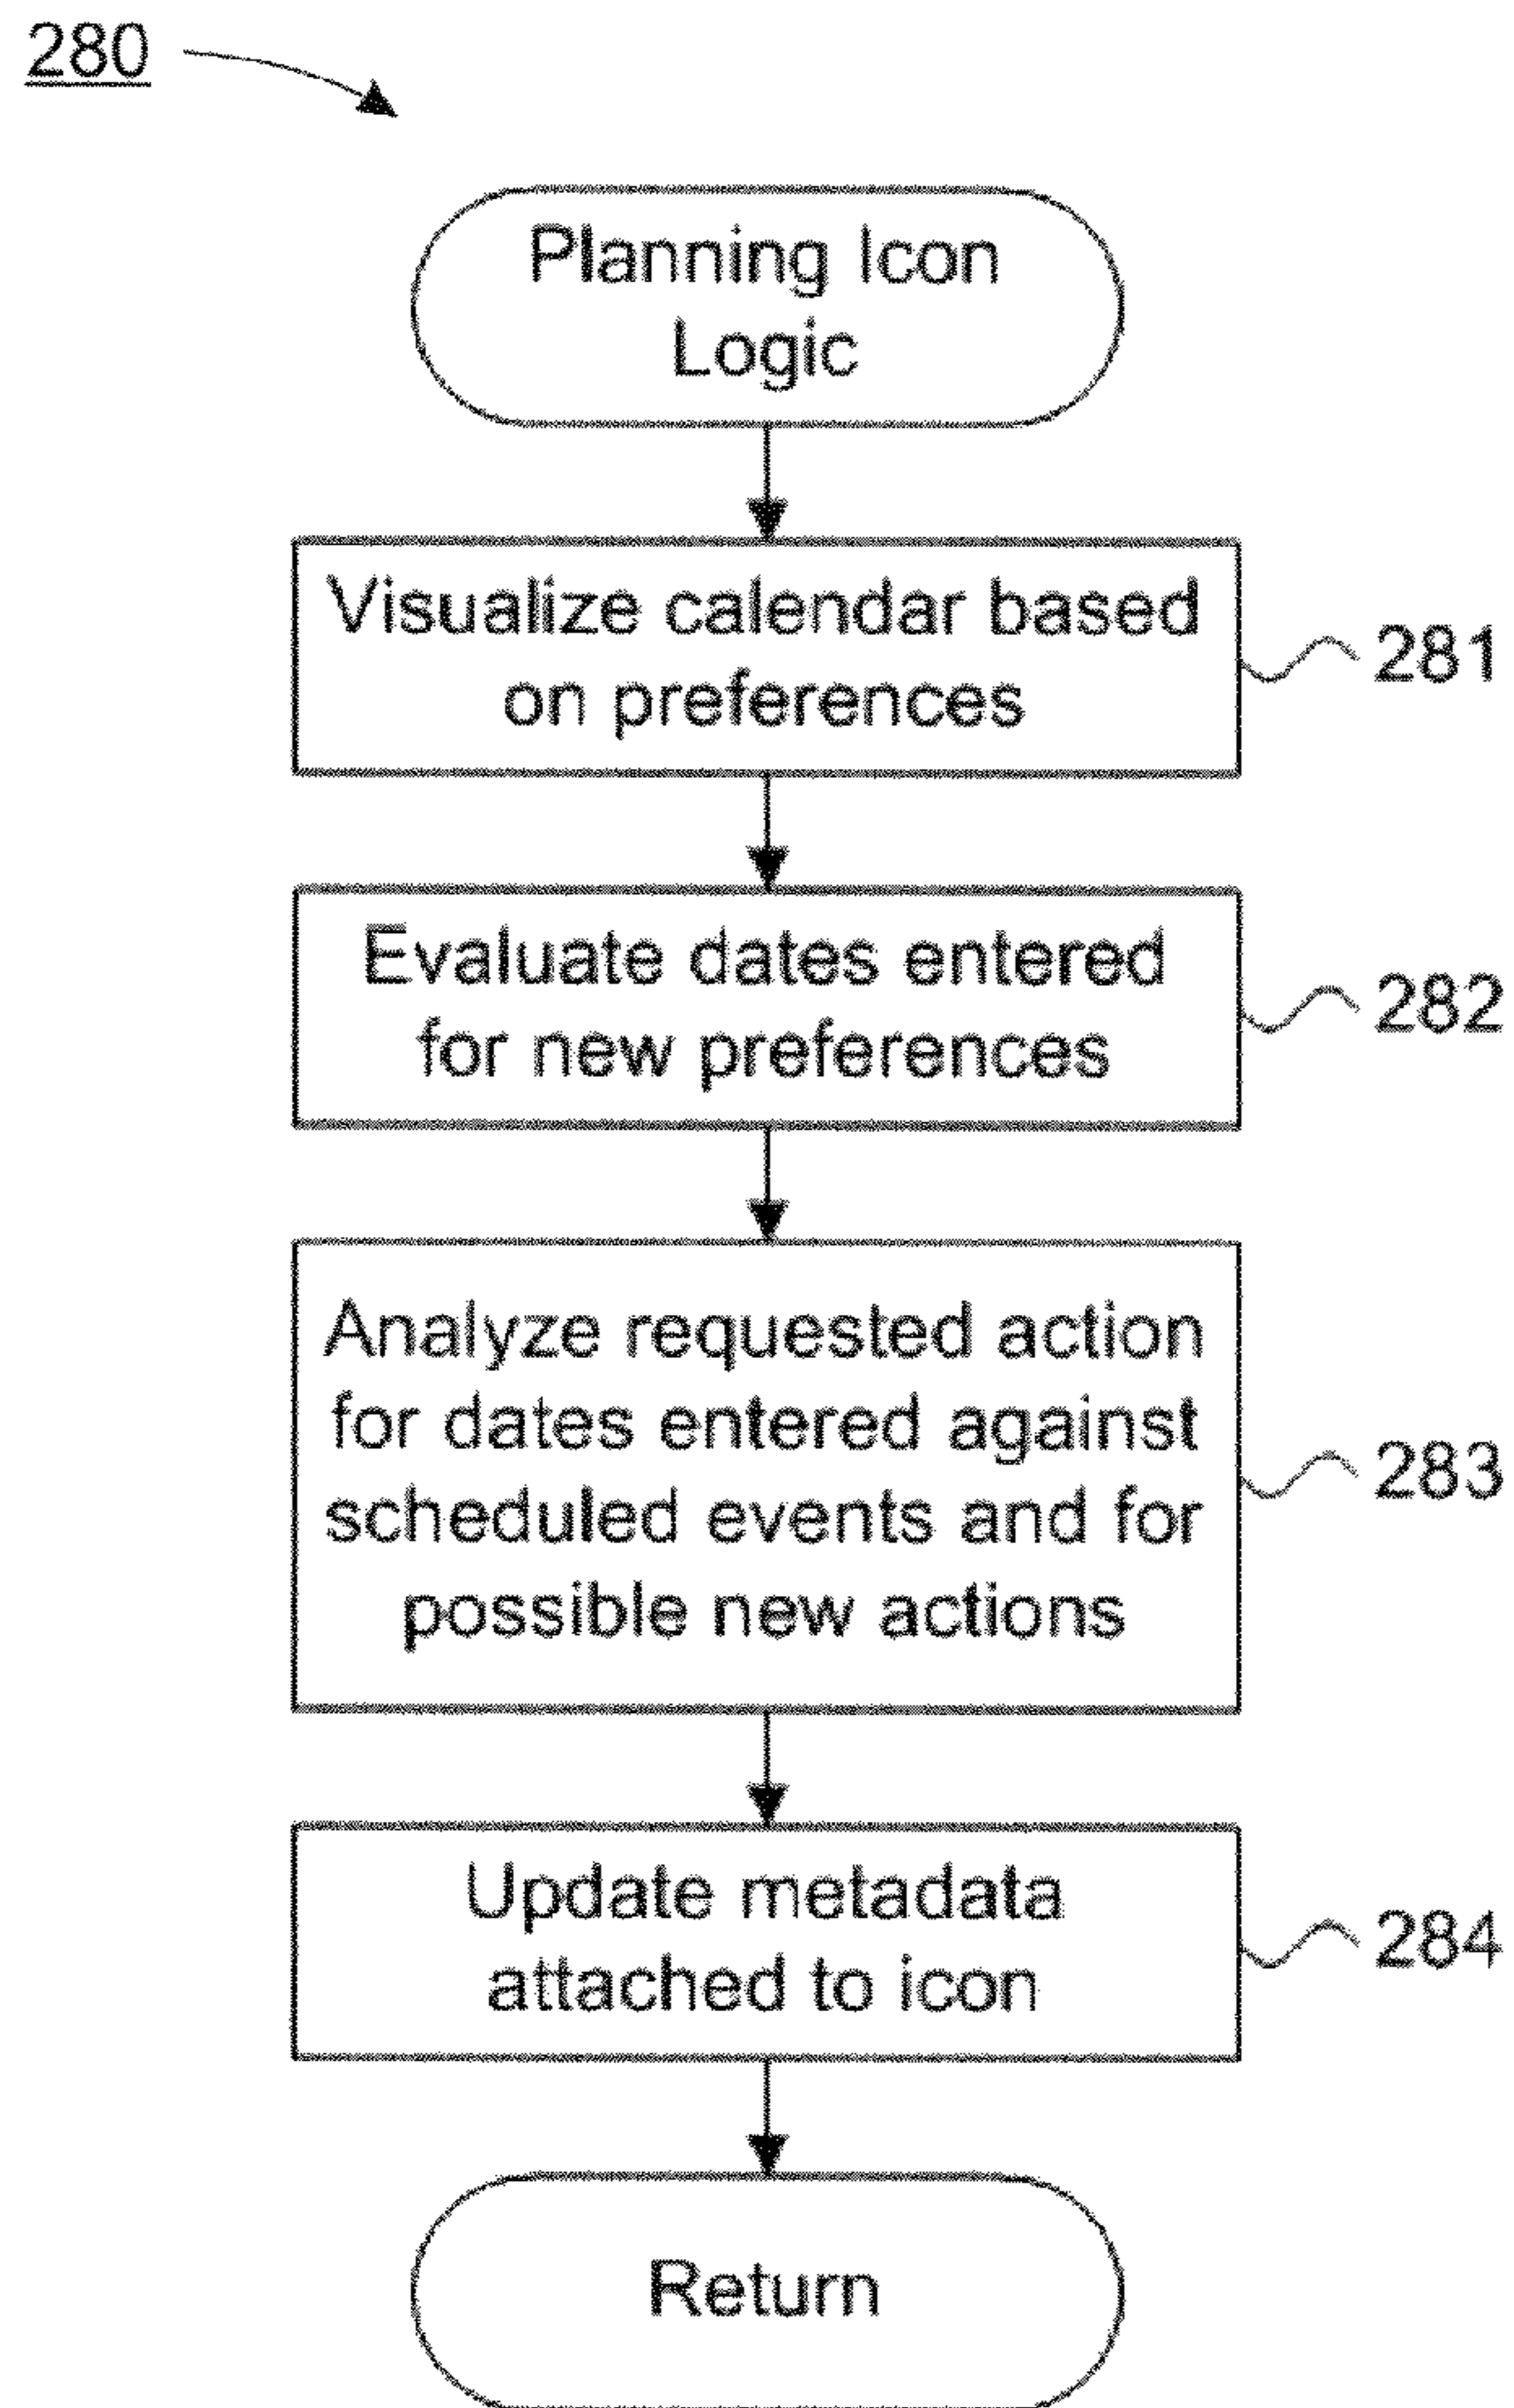 280
Planning Icon
Logic
Visualize calendar based
on preferences
281
Evaluate dates entered
for new preferences
282
Analyze requested action
for dates entered against
scheduled events and for
possible new actions
283
Update metadata
attached to icon
284
Return